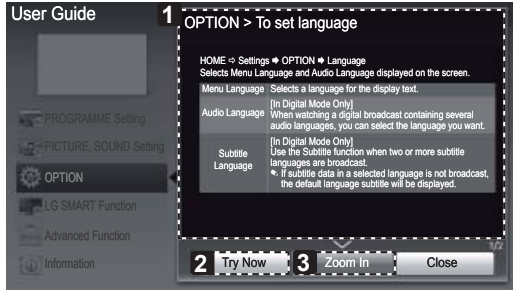 User Guide
1
OPTION > To set language
HOME ⇨ Settings ➡ OPTION ➡ Language
Selects Menu Language and Audio Language displayed on the screen.
Menu Language Selects a language for the display text.
Audio Language [In Digital Mode Only]
When watching a digital broadcast containing several
audio languages, you can select the language you want.
Subtitle Language [In Digital Mode Only]
Use the Subtitle function when two or more subtitle
languages are broadcast.
✎ If subtitle data in a selected language is not broadcast,
the default language subtitle will be displayed.
PROGRAMME Setting
PICTURE, SOUND Setting
OPTION
LG SMART Function
Advanced Function
Information
1/2
2 Try Now
3 Zoom In
Close